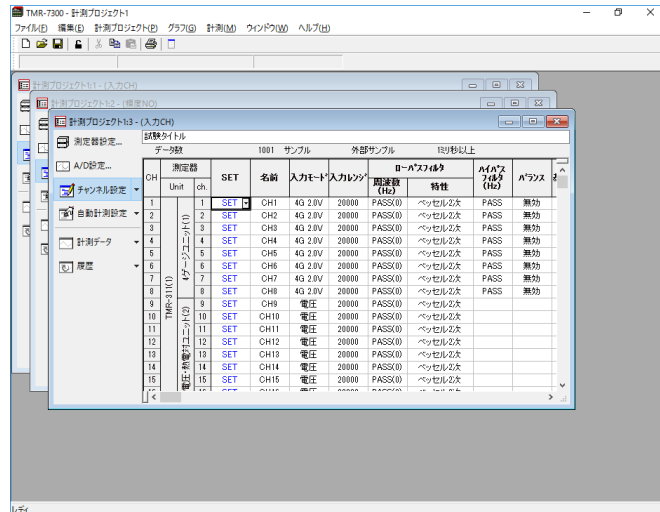 TMR-7300 - 計測プロジェクト1
ファイル(F) 編集(E) 計測プロジェクト(P) グラフ(G) 計測(M) ウィンドウ(W) ヘルプ(H)
計測プロジェクト1:1 - (入力CH)
計測プロジェクト1:2 -
計測プロジェクト1:3 - (入力CH)
測定器設定...
A/D設定...
チャンネル設定
自動計測設定
計測データ
履歴
試験タイトル
データ数 1001 サンプル 外部サンプル 1ミリ秒以上
CH 測定器 SET 名前 入力モード 入力レンジ ローパスフィルタ ハイパスフィルタ(Hz) バランス
Unit ch. 周波数(Hz) 特性
TMR-311(1)
4ゲージユニット(1)
電圧・熱電対ユニット(2)
1 1 SET CH1 4G 2.0V 20000 PASS(0) ベッセル2次 PASS 無効
2 2 SET CH2 4G 2.0V 20000 PASS(0) ベッセル2次 PASS 無効
3 3 SET CH3 4G 2.0V 20000 PASS(0) ベッセル2次 PASS 無効
4 4 SET CH4 4G 2.0V 20000 PASS(0) ベッセル2次 PASS 無効
5 5 SET CH5 4G 2.0V 20000 PASS(0) ベッセル2次 PASS 無効
6 6 SET CH6 4G 2.0V 20000 PASS(0) ベッセル2次 PASS 無効
7 7 SET CH7 4G 2.0V 20000 PASS(0) ベッセル2次 PASS 無効
8 8 SET CH8 4G 2.0V 20000 PASS(0) ベッセル2次 PASS 無効
9 9 SET CH9 電圧 20000 PASS(0) ベッセル2次
10 10 SET CH10 電圧 20000 PASS(0) ベッセル2次
11 11 SET CH11 電圧 20000 PASS(0) ベッセル2次
12 12 SET CH12 電圧 20000 PASS(0) ベッセル2次
13 13 SET CH13 電圧 20000 PASS(0) ベッセル2次
14 14 SET CH14 電圧 20000 PASS(0) ベッセル2次
15 15 SET CH15 電圧 20000 PASS(0) ベッセル2次
レディ